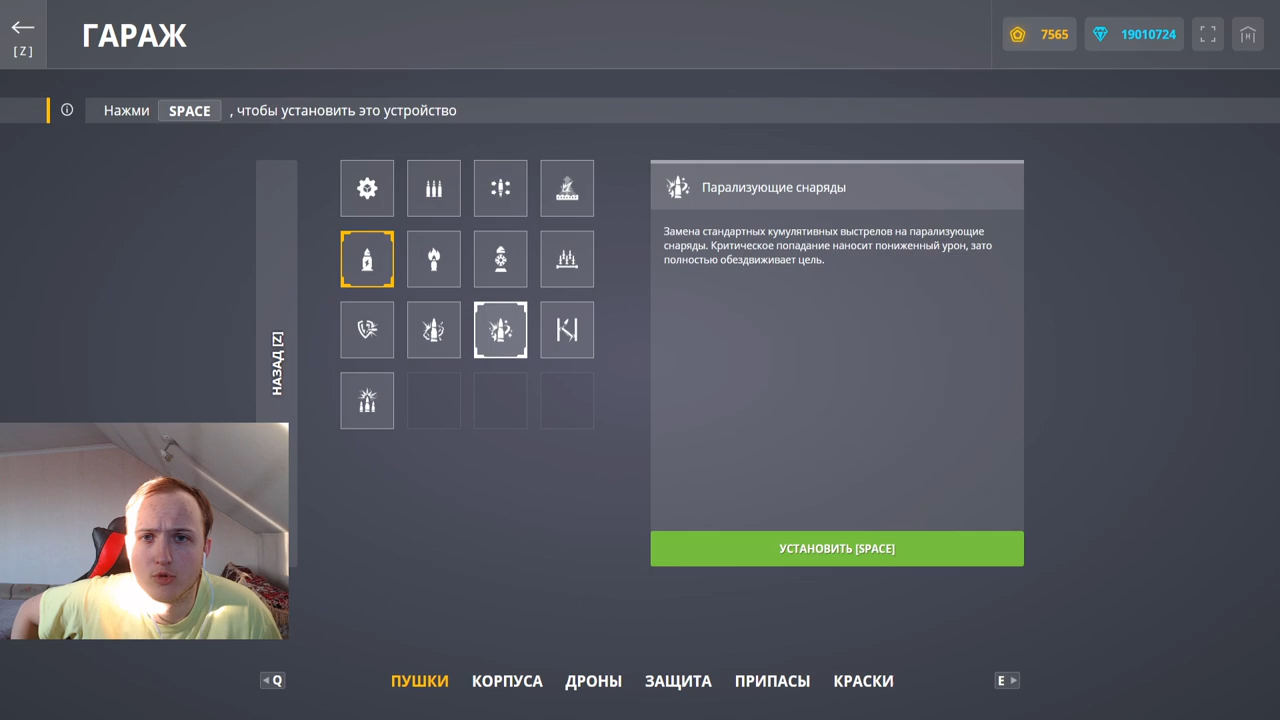 ГАРАЖ
[Z]
7565
19010724
Нажми SPACE , чтобы установить это устройство
НАЗАД [Z]
Парализующие снаряды
Замена стандартных кумулятивных выстрелов на парализующие
снаряды. Критическое попадание наносит пониженный урон, зато
полностью обездвиживает цель.
УСТАНОВИТЬ [SPACE]
Q ПУШКИ КОРПУСА ДРОНЫ ЗАЩИТА ПРИПАСЫ КРАСКИ E